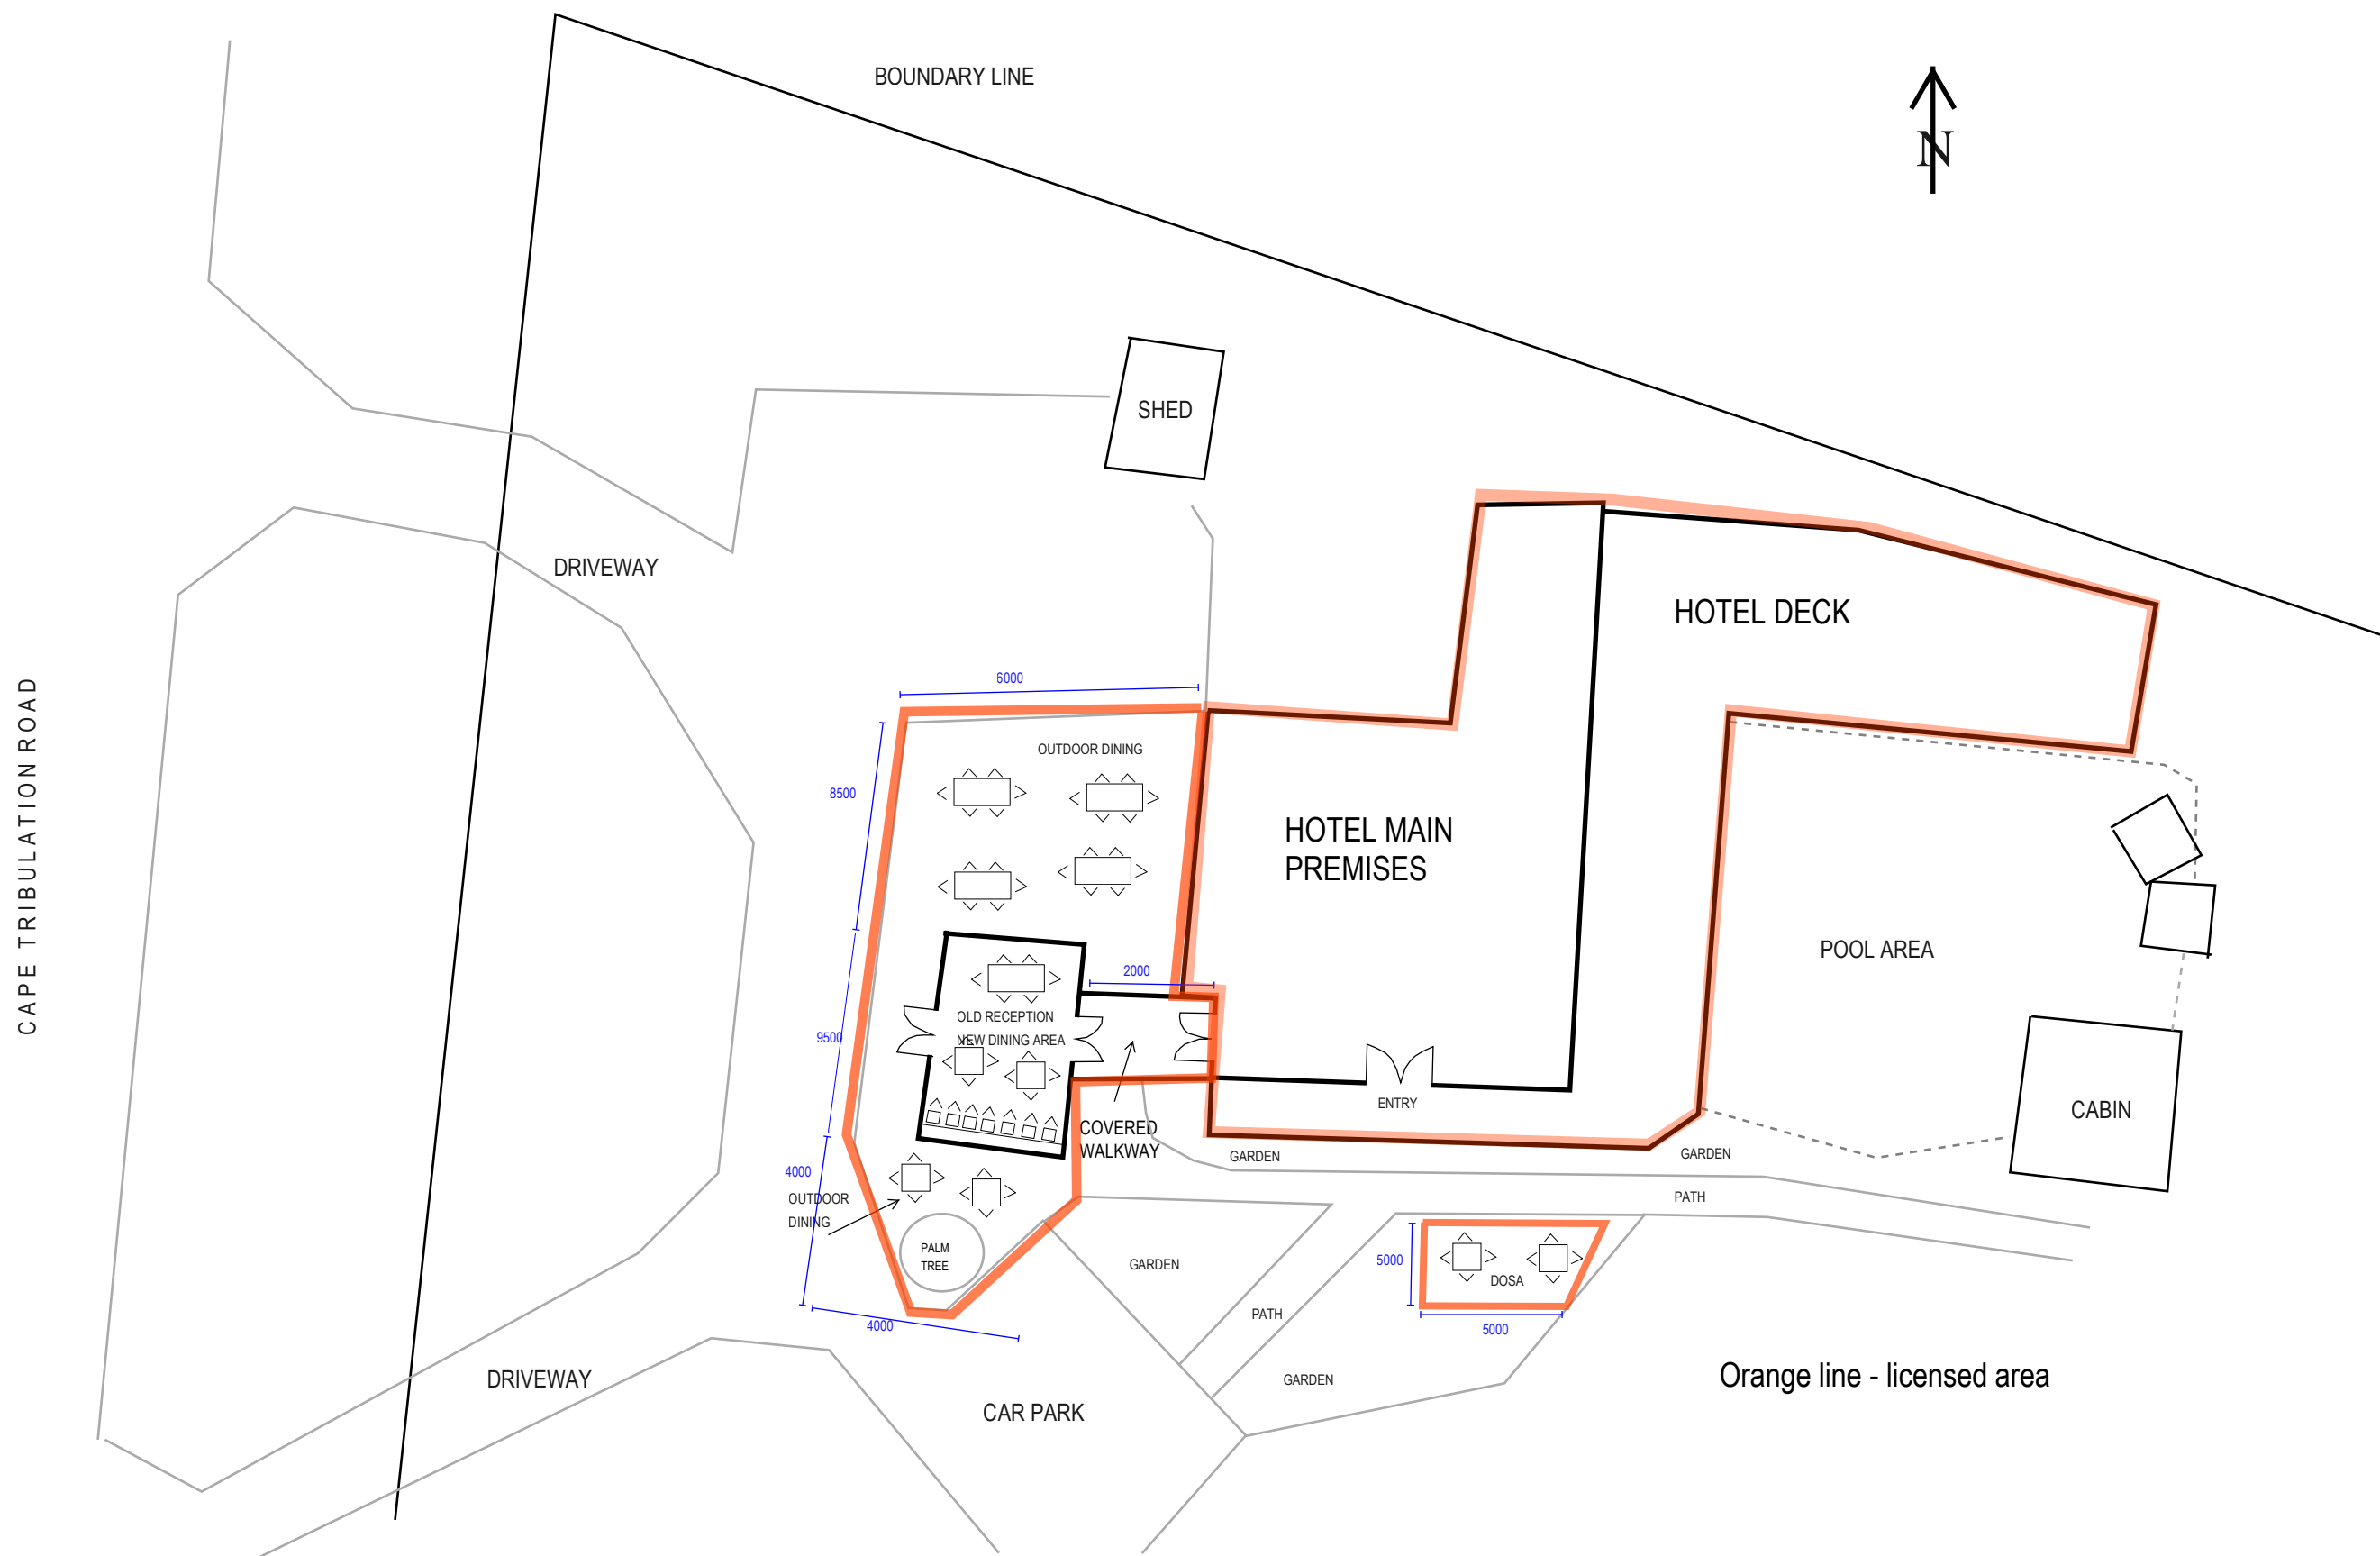 BOUNDARY LINE
N
SHED
DRIVEWAY
HOTEL DECK
CAPE TRIBULATION ROAD
6000
OUTDOOR DINING
8500
HOTEL MAIN
PREMISES
POOL AREA
2000
OLD RECEPTION
NEW DINING AREA
9500
ENTRY
CABIN
COVERED
WALKWAY
GARDEN
GARDEN
4000
OUTDOOR
DINING
PATH
PALM
TREE
GARDEN
5000
DOSA
PATH
4000
5000
DRIVEWAY
GARDEN
Orange line - licensed area
CAR PARK